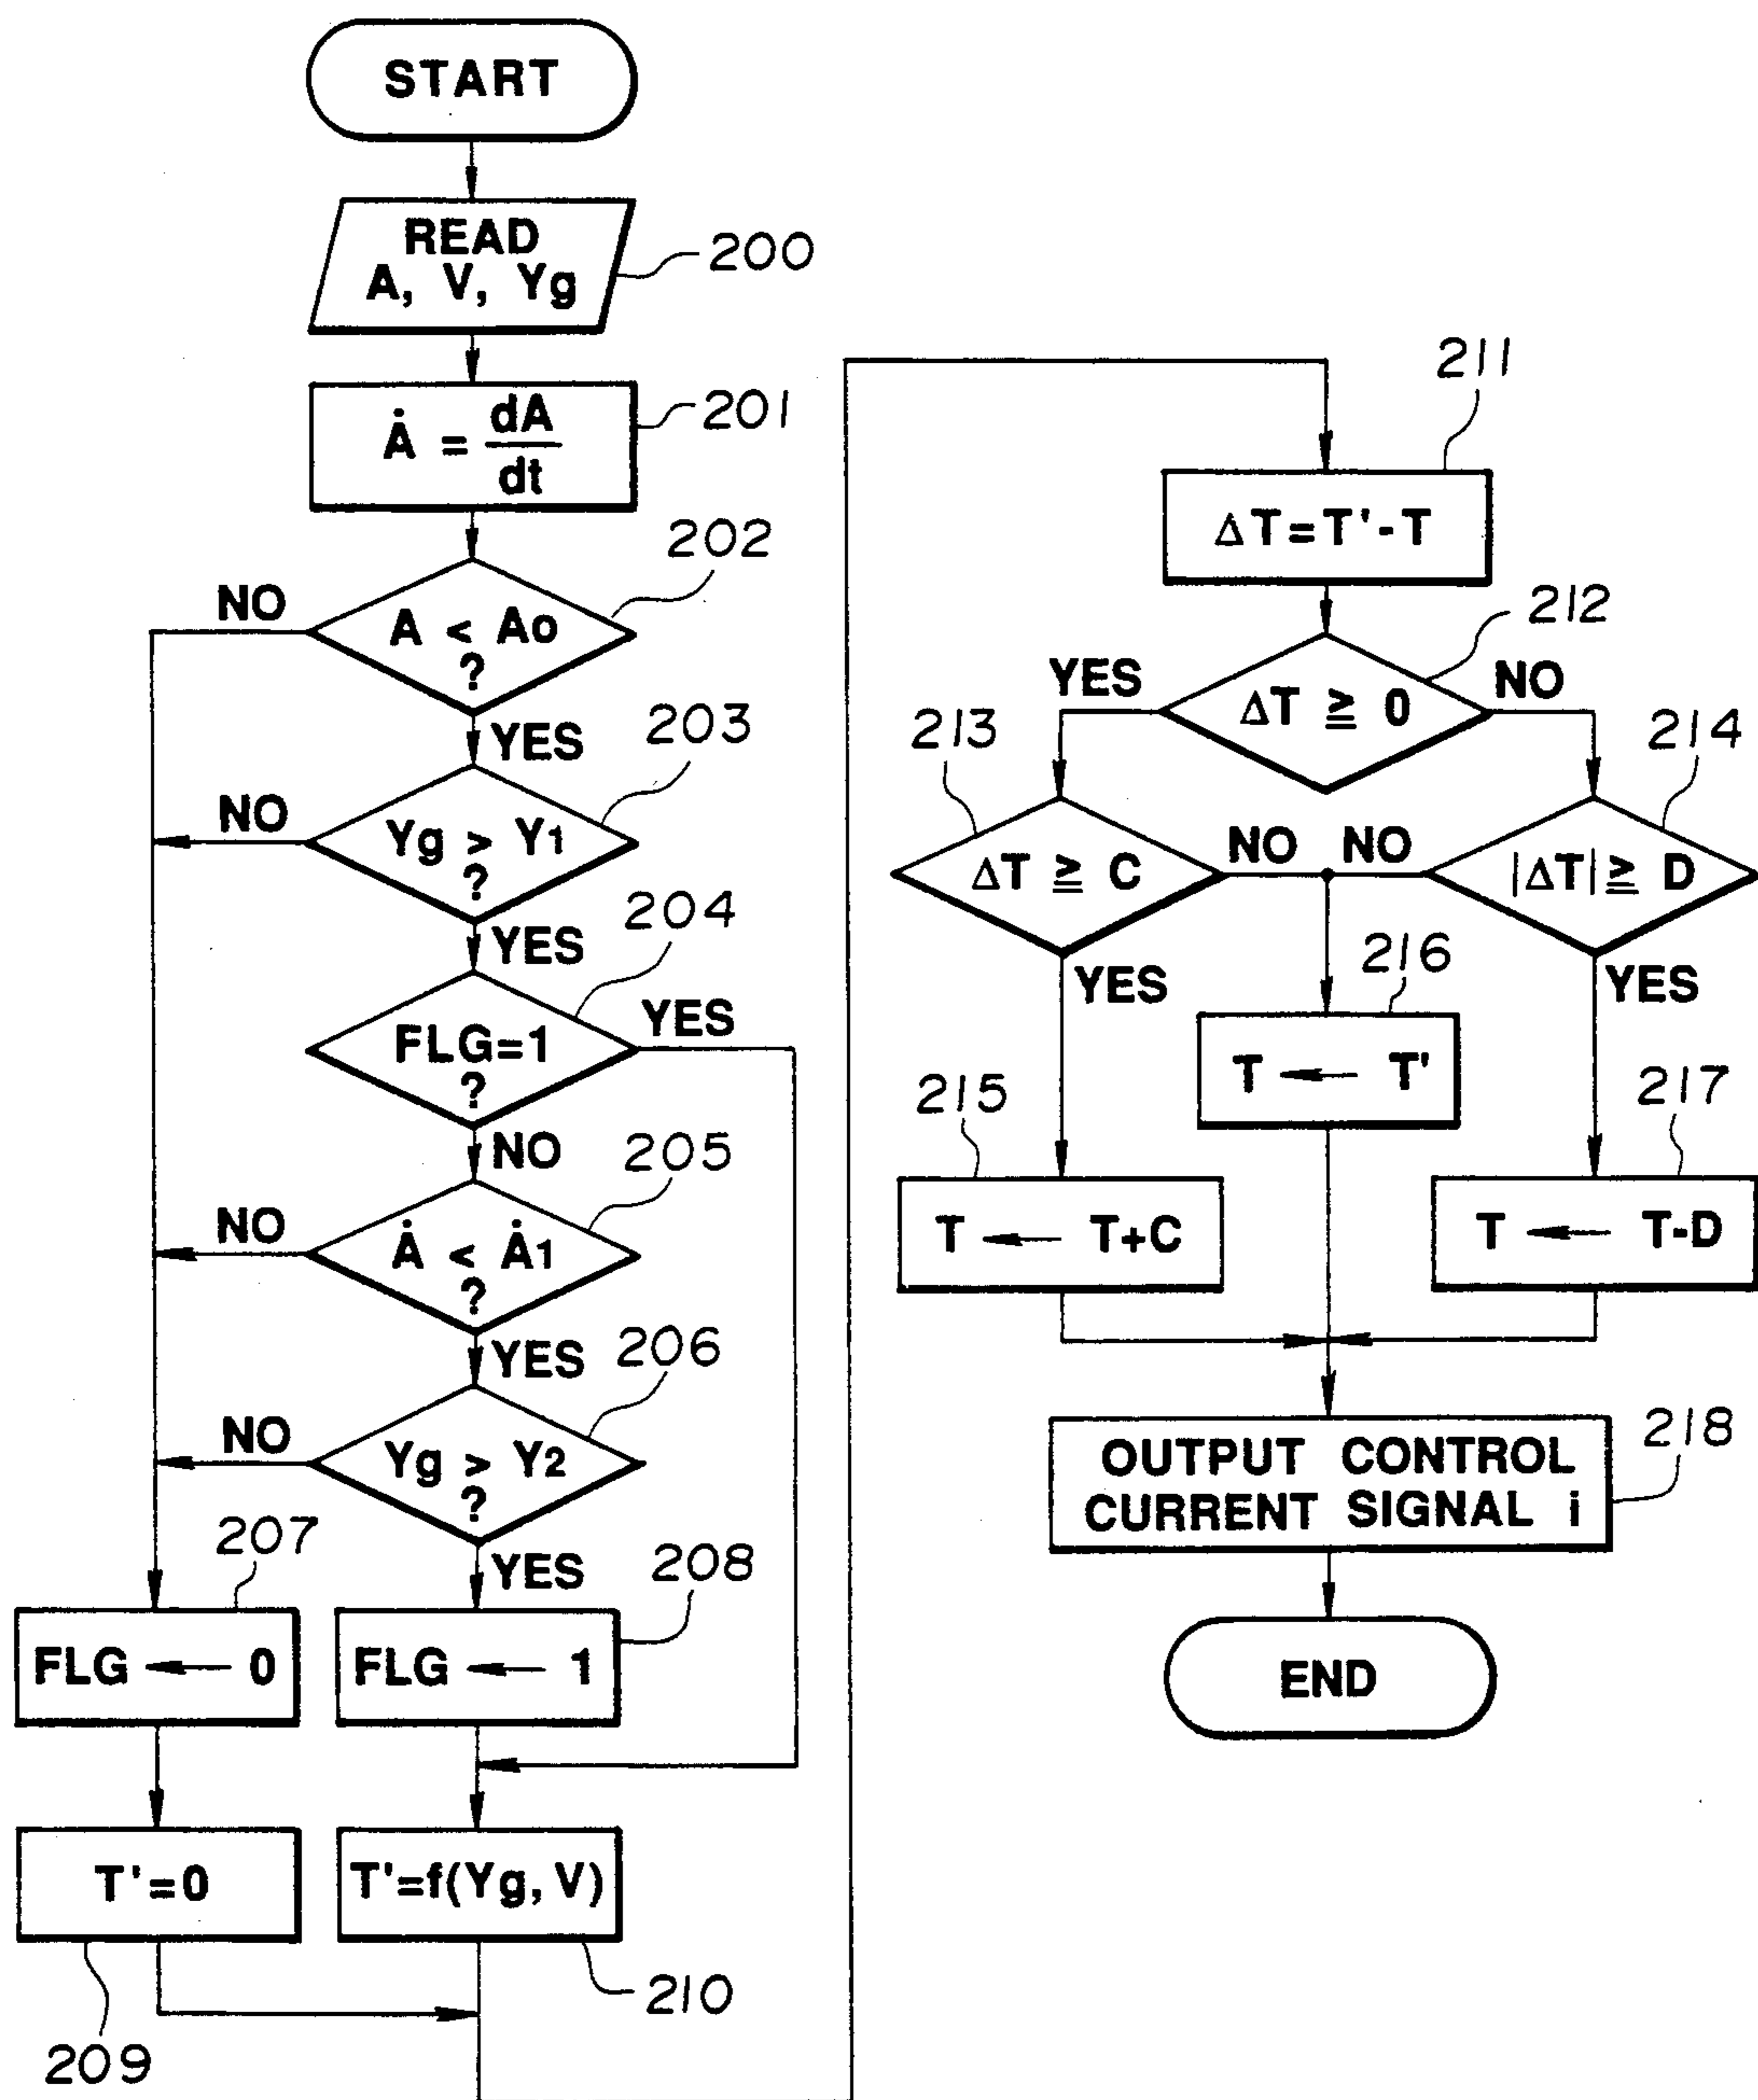 START
READ
A, V, Yg
200
Ȧ = dA
dt
201
202
NO
A < Ao
?
YES
203
NO
Yg > Y1
?
YES
204
FLG=1
?
YES
NO
205
NO
Ȧ < Ȧ1
?
YES
206
NO
Yg > Y2
?
YES
207
208
FLG ← 0
FLG ← 1
T'=0
T'=f(Yg, V)
209
210
211
ΔT=T'-T
212
YES
ΔT ≧ 0
NO
213
214
ΔT ≧ C
NO
NO
|ΔT| ≧ D
YES
216
YES
T ← T'
215
217
T ← T+C
T ← T-D
OUTPUT CONTROL
CURRENT SIGNAL i
218
END